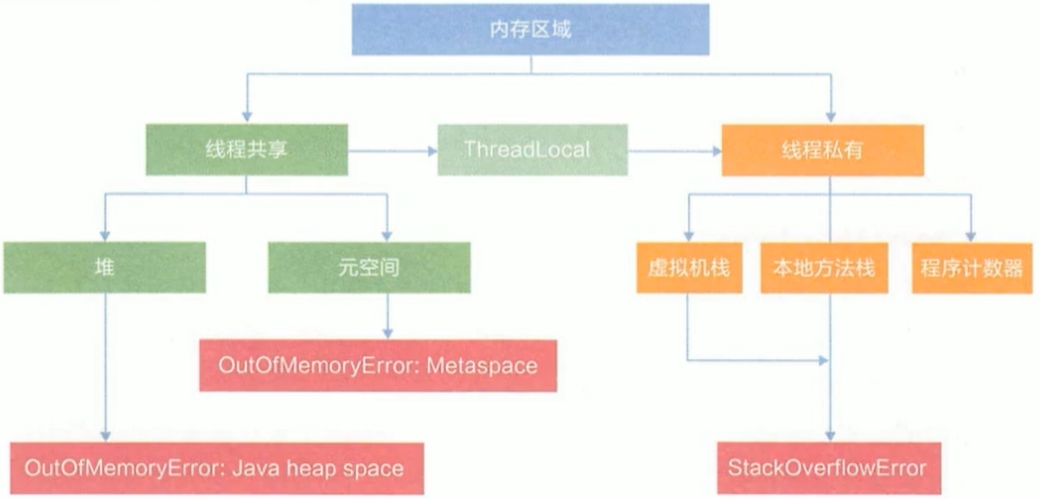 内存区域
线程共享
ThreadLocal
线程私有
堆
元空间
虚拟机栈
本地方法栈
程序计数器
OutOfMemoryError: Metaspace
OutOfMemoryError: Java heap space
StackOverflowError